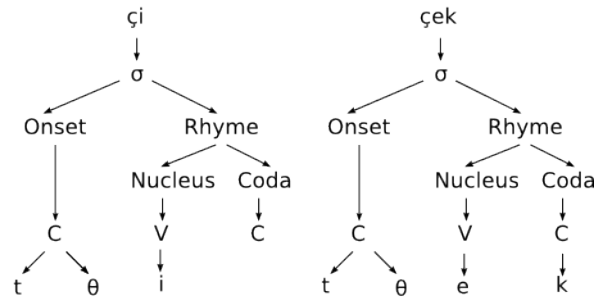 çi çek
σ σ
Onset Rhyme Onset Rhyme
Nucleus Coda Nucleus Coda
C V C C V C
t θ i t θ e k